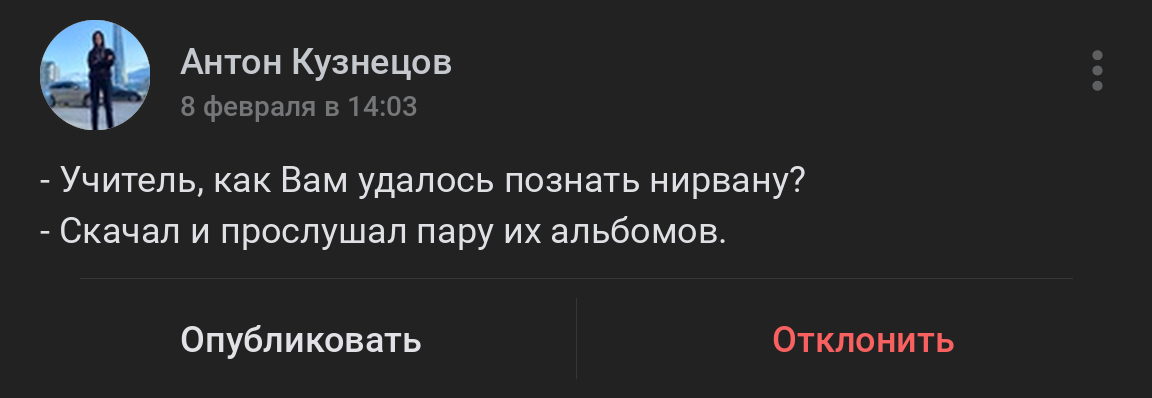 Антон Кузнецов
8 февраля в 14:03
- Учитель, как Вам удалось познать нирвану?
- Скачал и прослушал пару их альбомов.
Опубликовать
Отклонить